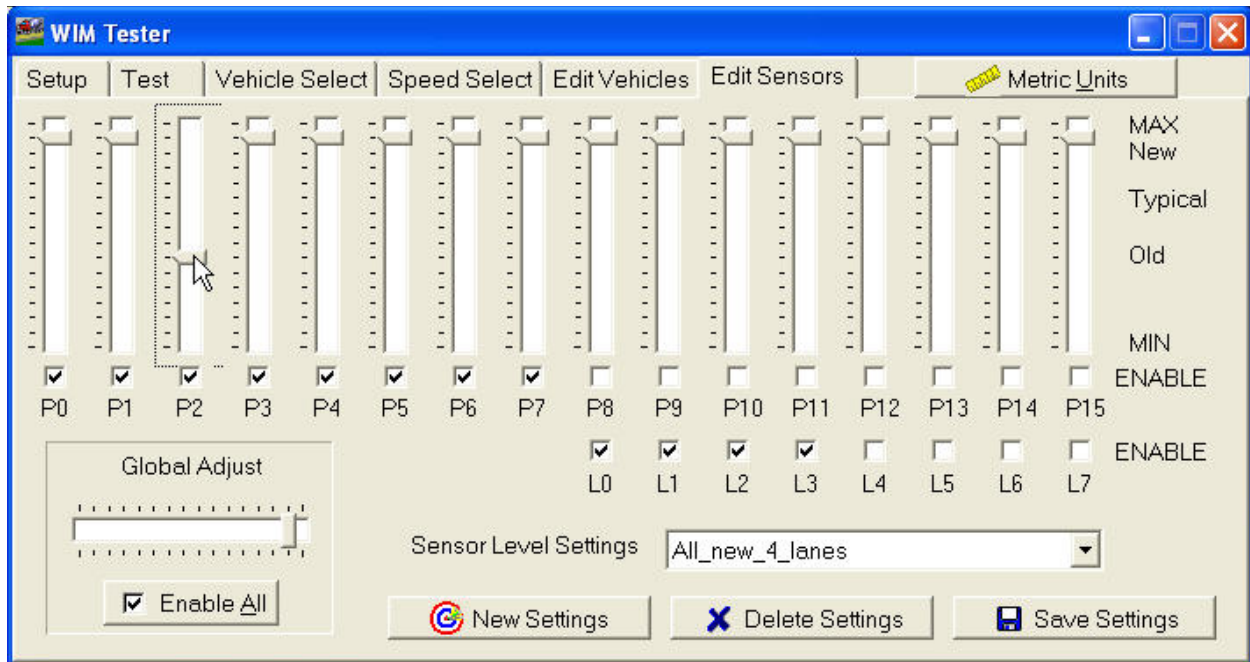 WIM Tester
Setup Test Vehicle Select Speed Select Edit Vehicles Edit Sensors Metric Units
MAX
New
Typical
Old
MIN
ENABLE
P0 P1 P2 P3 P4 P5 P6 P7 P8 P9 P10 P11 P12 P13 P14 P15
ENABLE
L0 L1 L2 L3 L4 L5 L6 L7
Global Adjust
Enable All
Sensor Level Settings All_new_4_lanes
New Settings Delete Settings Save Settings